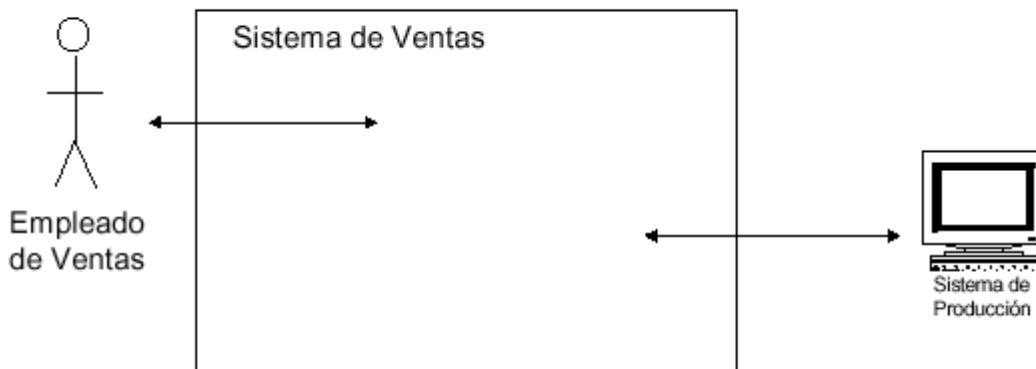 Sistema de Ventas
Empleado
de Ventas
Sistema de
Producción